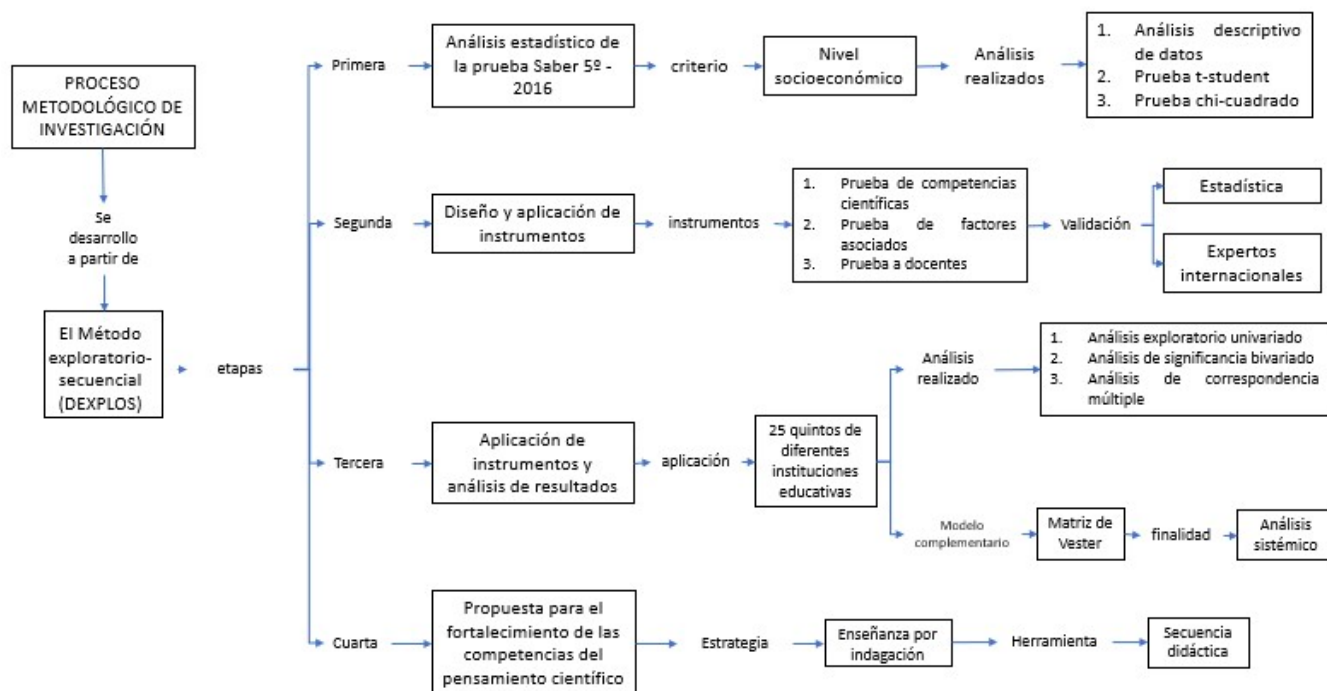 PROCESO
METODOLÓGICO DE
INVESTIGACIÓN
Se
desarrollo
a partir de
El Método
exploratorio-
secuencial
(DEXPLOS)
etapas
Primera
Análisis estadístico de
la prueba Saber 5º -
2016
criterio
Nivel
socioeconómico
Análisis
realizados
1. Análisis descriptivo
de datos
2. Prueba t-student
3. Prueba chi-cuadrado
Segunda
Diseño y aplicación de
instrumentos
instrumentos
1. Prueba de competencias
científicas
2. Prueba de factores
asociados
3. Prueba a docentes
Validación
Estadística
Expertos
internacionales
Tercera
Aplicación de
instrumentos y
análisis de resultados
aplicación
25 quintos de
diferentes
instituciones
educativas
Análisis
realizado
1. Análisis exploratorio univariado
2. Análisis de significancia bivariado
3. Análisis de correspondencia
múltiple
Modelo
complementario
Matriz de
Vester
finalidad
Análisis
sistémico
Cuarta
Propuesta para el
fortalecimiento de las
competencias del
pensamiento científico
Estrategia
Enseñanza por
indagación
Herramienta
Secuencia
didáctica